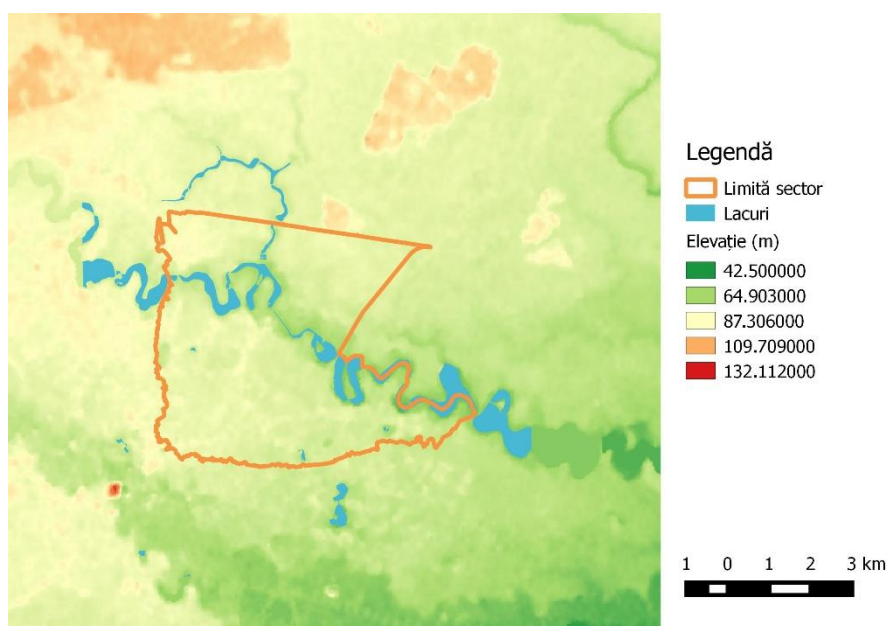 Legendă
Limită sector
Lacuri
Elevație (m)
42.500000
64.903000
87.306000
109.709000
132.112000
1 0 1 2 3 km